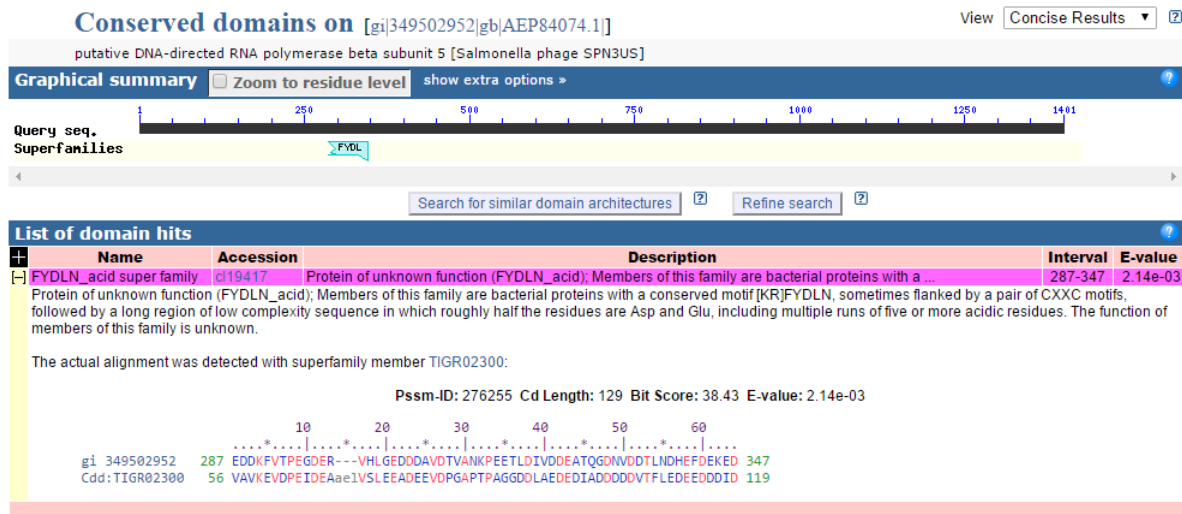 Conserved domains on [gi|349502952|gb|AEP84074.1|]
View Concise Results ▼ ?
putative DNA-directed RNA polymerase beta subunit 5 [Salmonella phage SPN3US]
Graphical summary Zoom to residue level show extra options » ?
1 250 500 750 1000 1250 1401
Query seq.
Superfamilies FYDL
Search for similar domain architectures ? Refine search ?
List of domain hits ?
+ Name Accession Description Interval E-value
[-] FYDLN_acid super family cl19417 Protein of unknown function (FYDLN_acid); Members of this family are bacterial proteins with a ... 287-347 2.14e-03
Protein of unknown function (FYDLN_acid); Members of this family are bacterial proteins with a conserved motif [KR]FYDLN, sometimes flanked by a pair of CXXC motifs,
followed by a long region of low complexity sequence in which roughly half the residues are Asp and Glu, including multiple runs of five or more acidic residues. The function of
members of this family is unknown.
The actual alignment was detected with superfamily member TIGR02300:
Pssm-ID: 276255 Cd Length: 129 Bit Score: 38.43 E-value: 2.14e-03
10 20 30 40 50 60
....*....|....*....|....*....|....*....|....*....|....*....|....
gi 349502952 287 EDDKFVTPEGDER---VHLGEDDDAVDTVANKPEETLDIVDDEATQGDNVDDTLNDHEFDEKED 347
Cdd:TIGR02300 56 VAVKEVDPEIDEAaelVSLEEADEEVDPGAPTPAGGDDLAEDEDIADDDDDVTFLEDEEDDDID 119